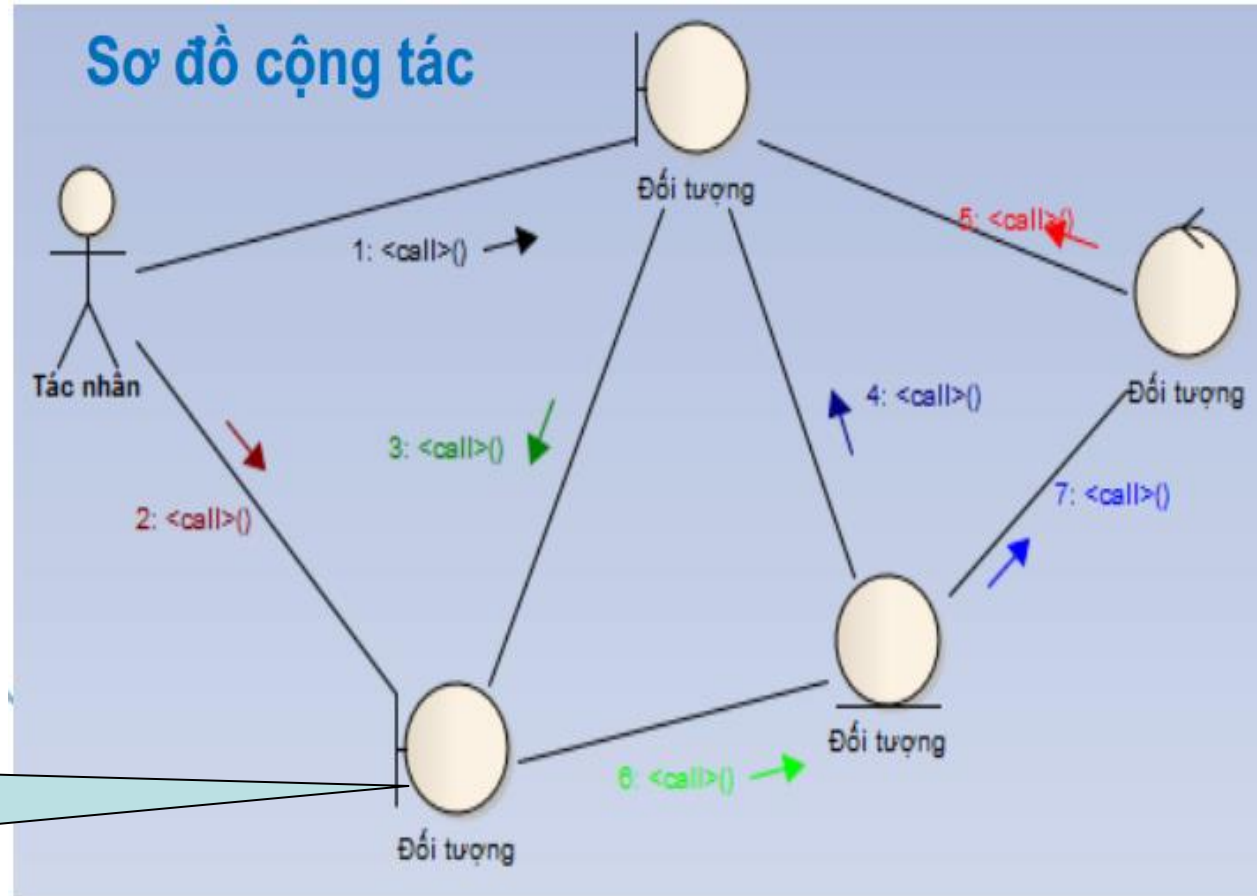 Sơ đồ cộng tác
Đối tượng
1: <call>()
5: <call>()
Tác nhân
Đối tượng
4: <call>()
3: <call>()
2: <call>()
7: <call>()
Đối tượng
6: <call>()
Đối tượng